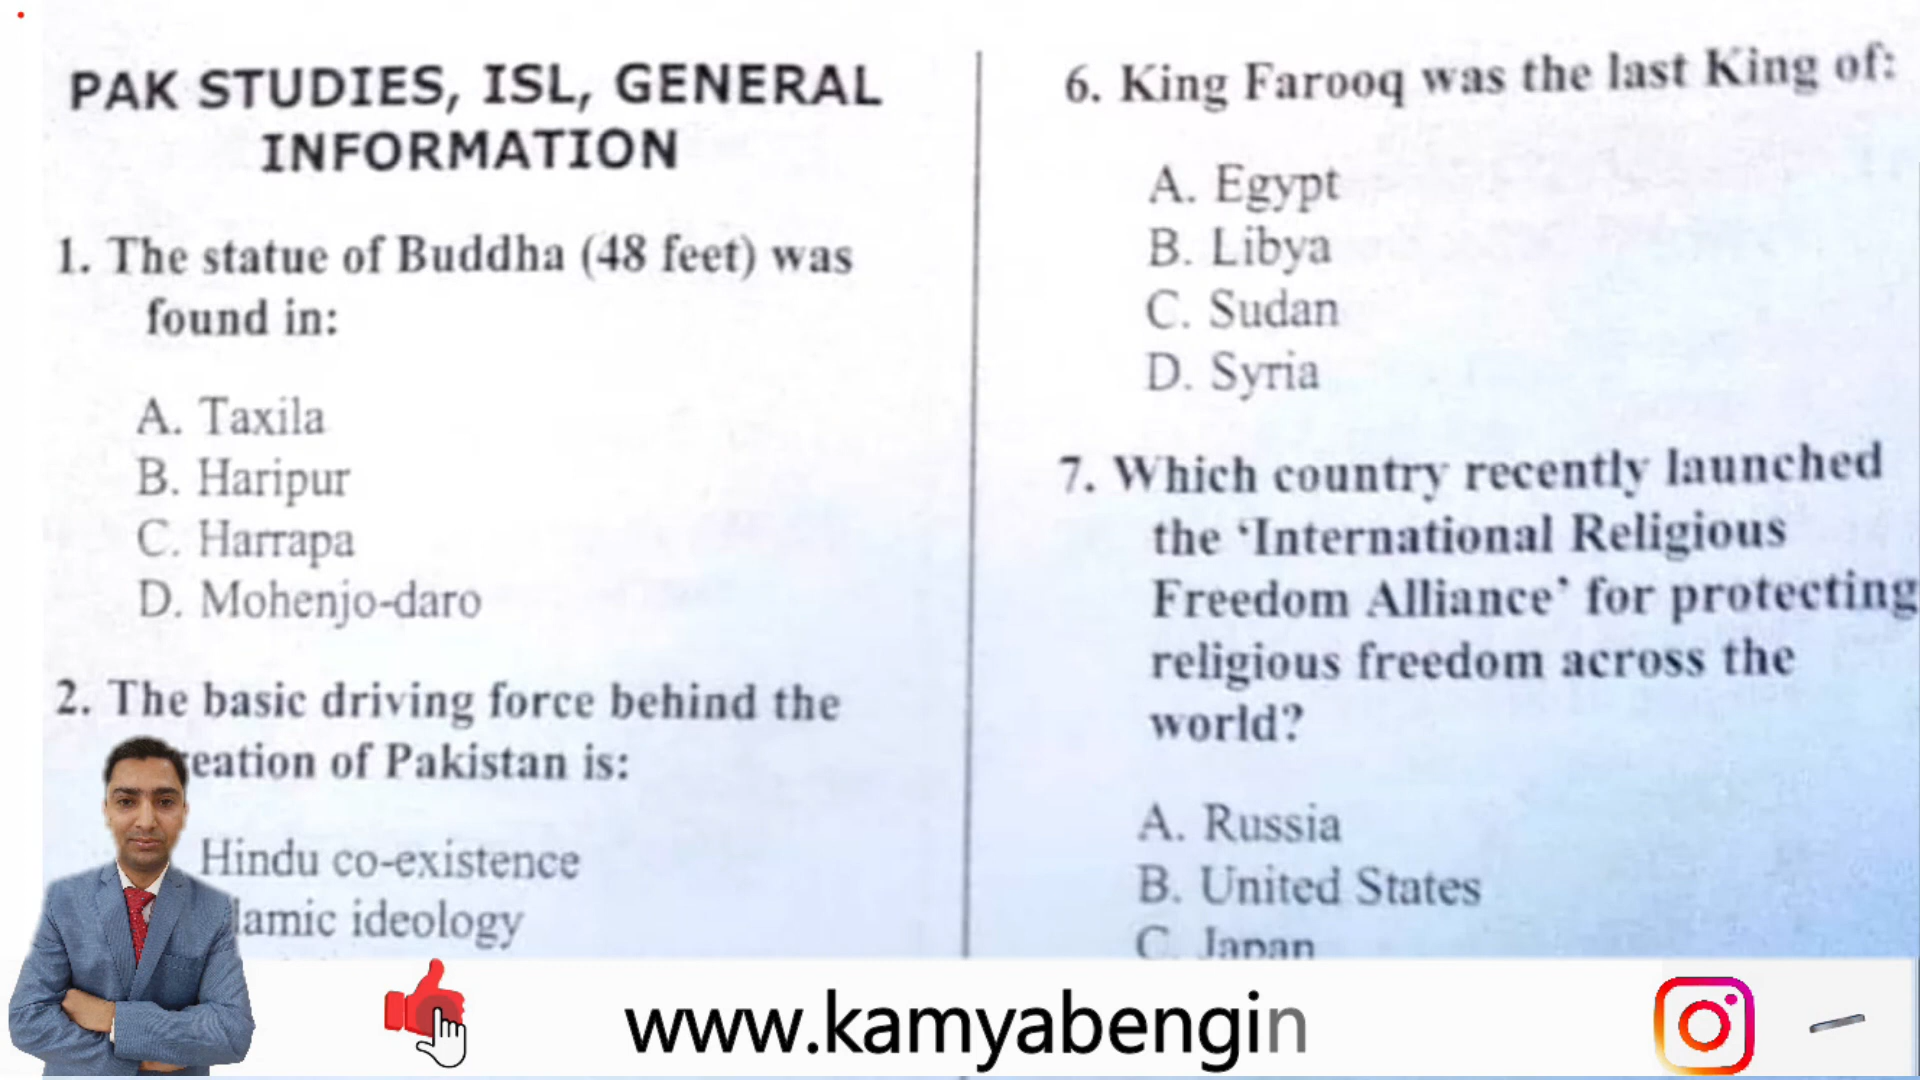 PAK STUDIES, ISL, GENERAL
INFORMATION
1. The statue of Buddha (48 feet) was
found in:
A. Taxila
B. Haripur
C. Harrapa
D. Mohenjo-daro
2. The basic driving force behind the
reation of Pakistan is:
Hindu co-existence
lamic ideology
6. King Farooq was the last King of:
A. Egypt
B. Libya
C. Sudan
D. Syria
7. Which country recently launched
the ‘International Religious
Freedom Alliance’ for protecting
religious freedom across the
world?
A. Russia
B. United States
C. Japan
www.kamyabengin